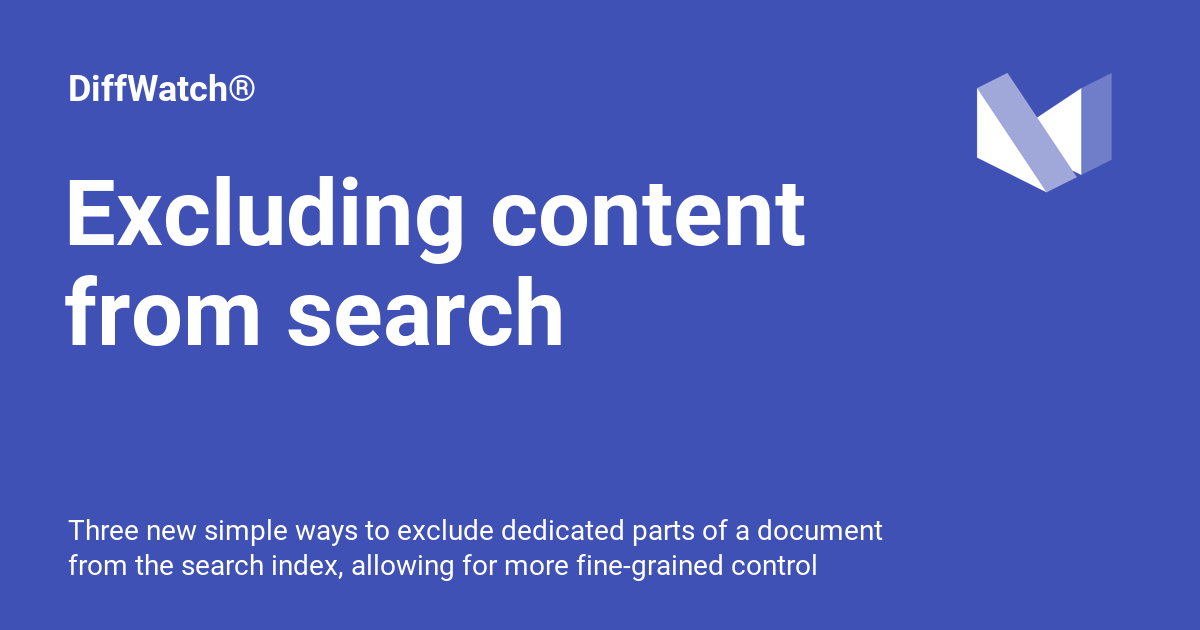 DiffWatch®
Excluding content
from search
Three new simple ways to exclude dedicated parts of a document
from the search index, allowing for more fine-grained control